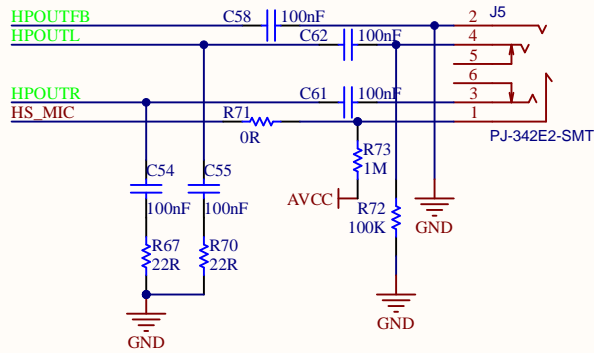 HPOUTFB
C58
100nF
2
J5
HPOUTL
C62
100nF
4
5
6
HPOUTR
C61
100nF
3
HS_MIC
R71
0R
1
PJ-342E2-SMT
R73
1M
C54
100nF
C55
100nF
AVCC
R72
100K
GND
R67
22R
R70
22R
GND
GND